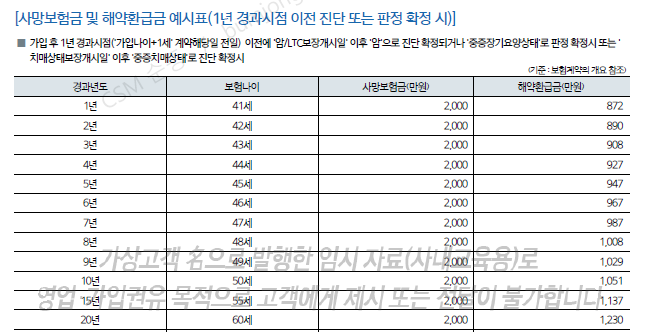 [사망보험금 및 해약환급금 예시표(1년 경과시점 이전 진단 또는 판정 확정 시)]
■ 가입 후 1년 경과시점('가입나이+1세' 계약해당일 전일) 이전에 '암/LTC보장개시일' 이후 '암'으로 진단 확정되거나 '중증장기요양상태'로 판정 확정시 또는 '
치매상태보장개시일' 이후 '중증치매상태'로 진단 확정시
(기준 : 보험계약의 개요 참조)
경과년도 보험나이 사망보험금(만원) 해약환급금(만원)
1년 41세 2,000 872
2년 42세 2,000 890
3년 43세 2,000 908
4년 44세 2,000 927
5년 45세 2,000 947
6년 46세 2,000 967
7년 47세 2,000 987
8년 48세 2,000 1,008
가상고객 名으로 발행한 임시 자료(사내교육용)로
9년 49세 2,000 1,029
10년 50세 2,000 1,051
영업·가입권유 목적으로 고객에게 제시 또는 전달이 불가합니다
15년 55세 2,000 1,137
20년 60세 2,000 1,230
CSM